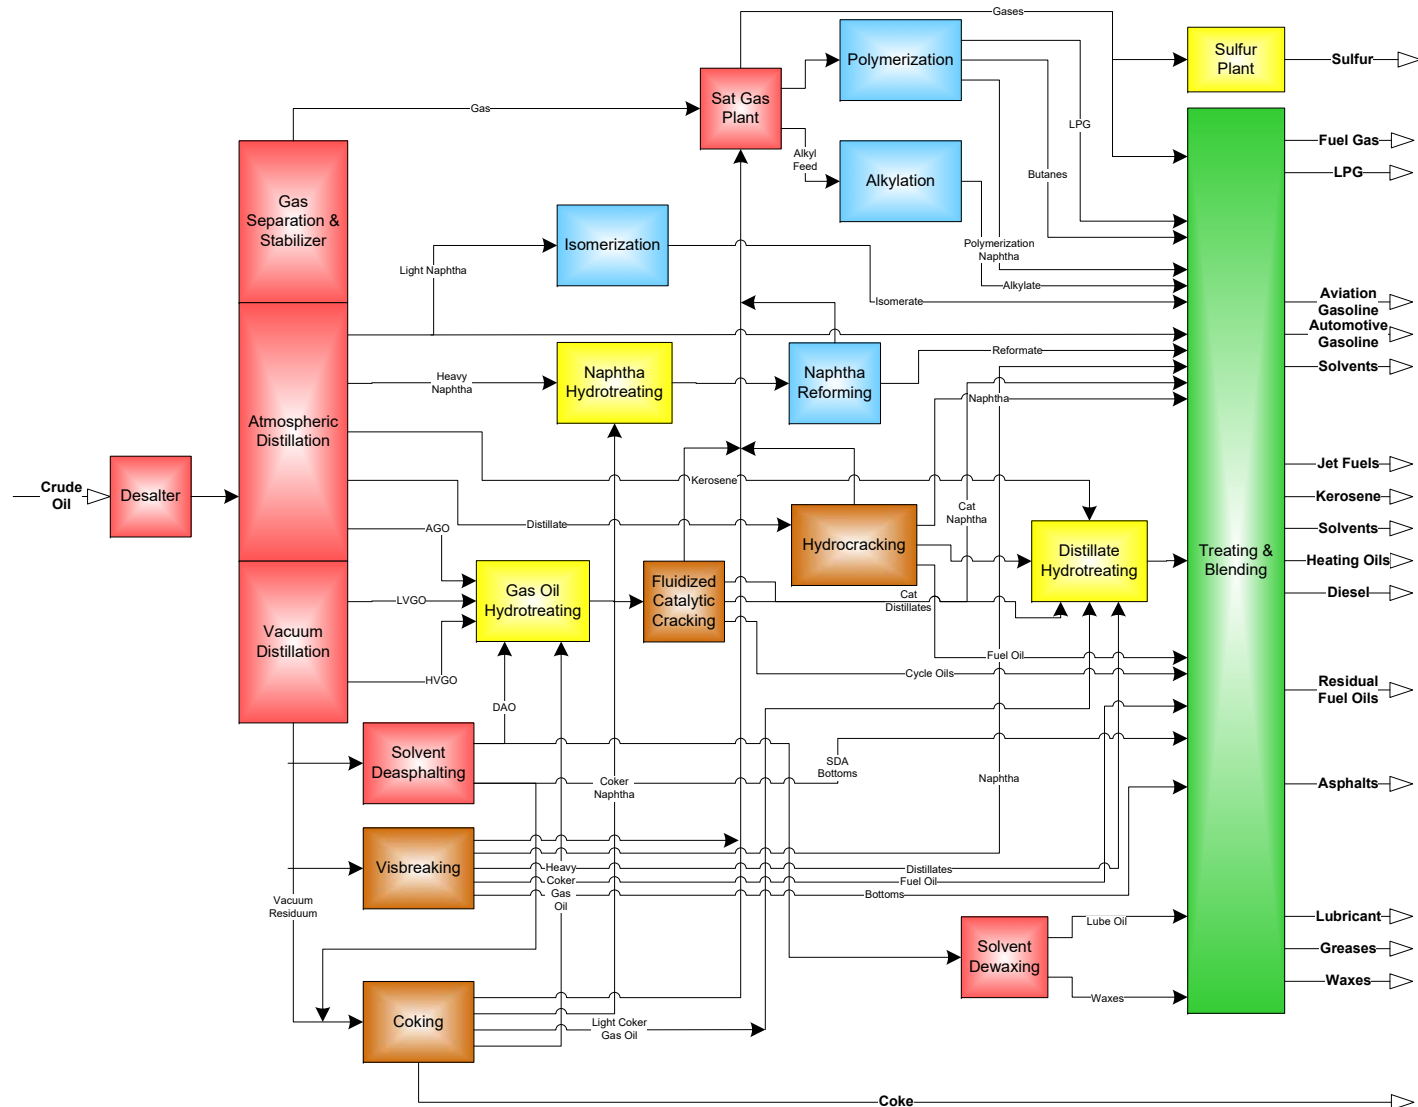 Gases
Polymerization
Sulfur
Plant
Sulfur
Sat Gas
Plant
Gas
LPG
Fuel Gas
Alkyl
Feed
Butanes
LPG
Alkylation
Gas
Separation &
Stabilizer
Isomerization
Polymerization
Naphtha
Light Naphtha
Alkylate
Isomerate
Aviation
Gasoline
Automotive
Gasoline
Reformate
Solvents
Heavy
Naphtha
Naphtha
Hydrotreating
Naphtha
Reforming
Naphtha
Atmospheric
Distillation
Jet Fuels
Kerosene
Crude
Oil
Desalter
Kerosene
Cat
Naphtha
AGO
Distillate
Solvents
Hydrocracking
Distillate
Hydrotreating
Treating &
Blending
Heating Oils
Gas Oil
Hydrotreating
Fluidized
Catalytic
Cracking
LVGO
Cat
Distillates
Diesel
Vacuum
Distillation
Fuel Oil
HVGO
Cycle Oils
Residual
Fuel Oils
DAO
Solvent
Deasphalting
SDA
Bottoms
Naphtha
Coker
Naphtha
Asphalts
Visbreaking
Heavy
Coker
Gas
Oil
Distillates
Fuel Oil
Bottoms
Vacuum
Residuum
Lube Oil
Lubricant
Solvent
Dewaxing
Greases
Waxes
Waxes
Coking
Light Coker
Gas Oil
Coke